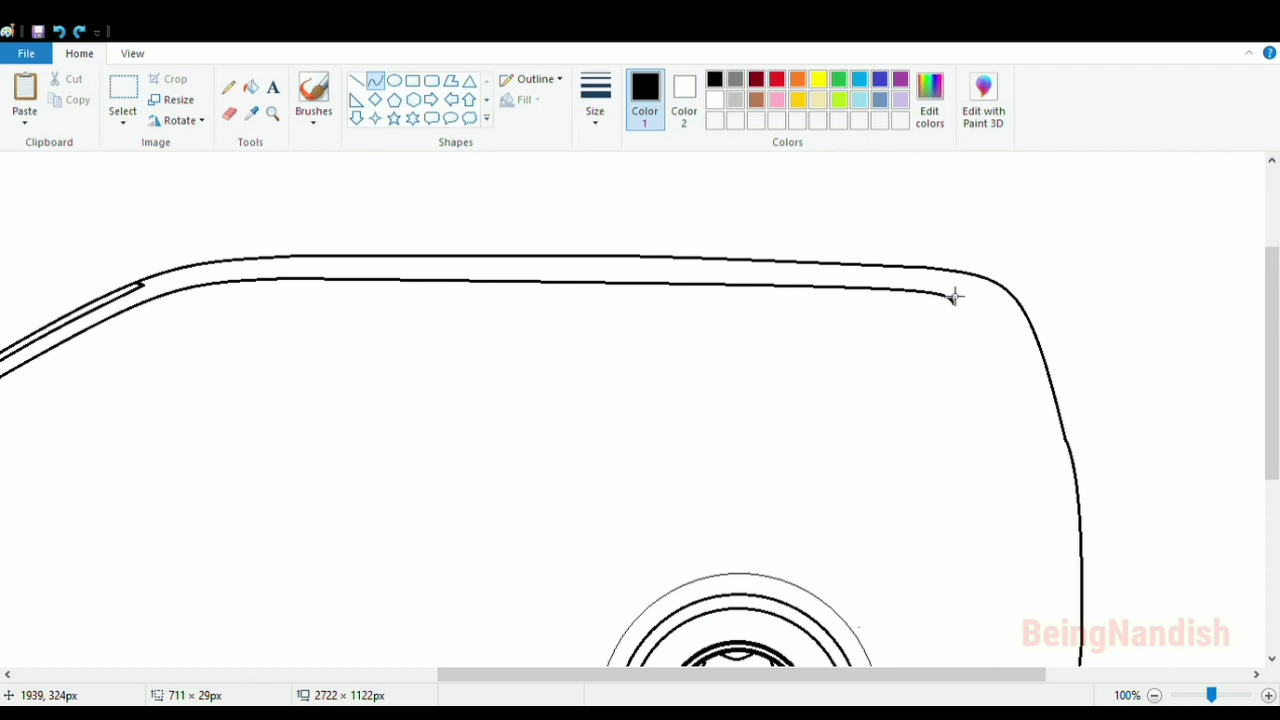 File Home View
Paste
Cut
Copy
Clipboard
Select
Crop
Resize
Rotate
Image
A
Tools
Brushes
Outline
Fill
Shapes
Size
Color 1
Color 2
Edit colors
Colors
Edit with Paint 3D
?
BeingNandish
1939, 324px 711 × 29px 2722 × 1122px 100%